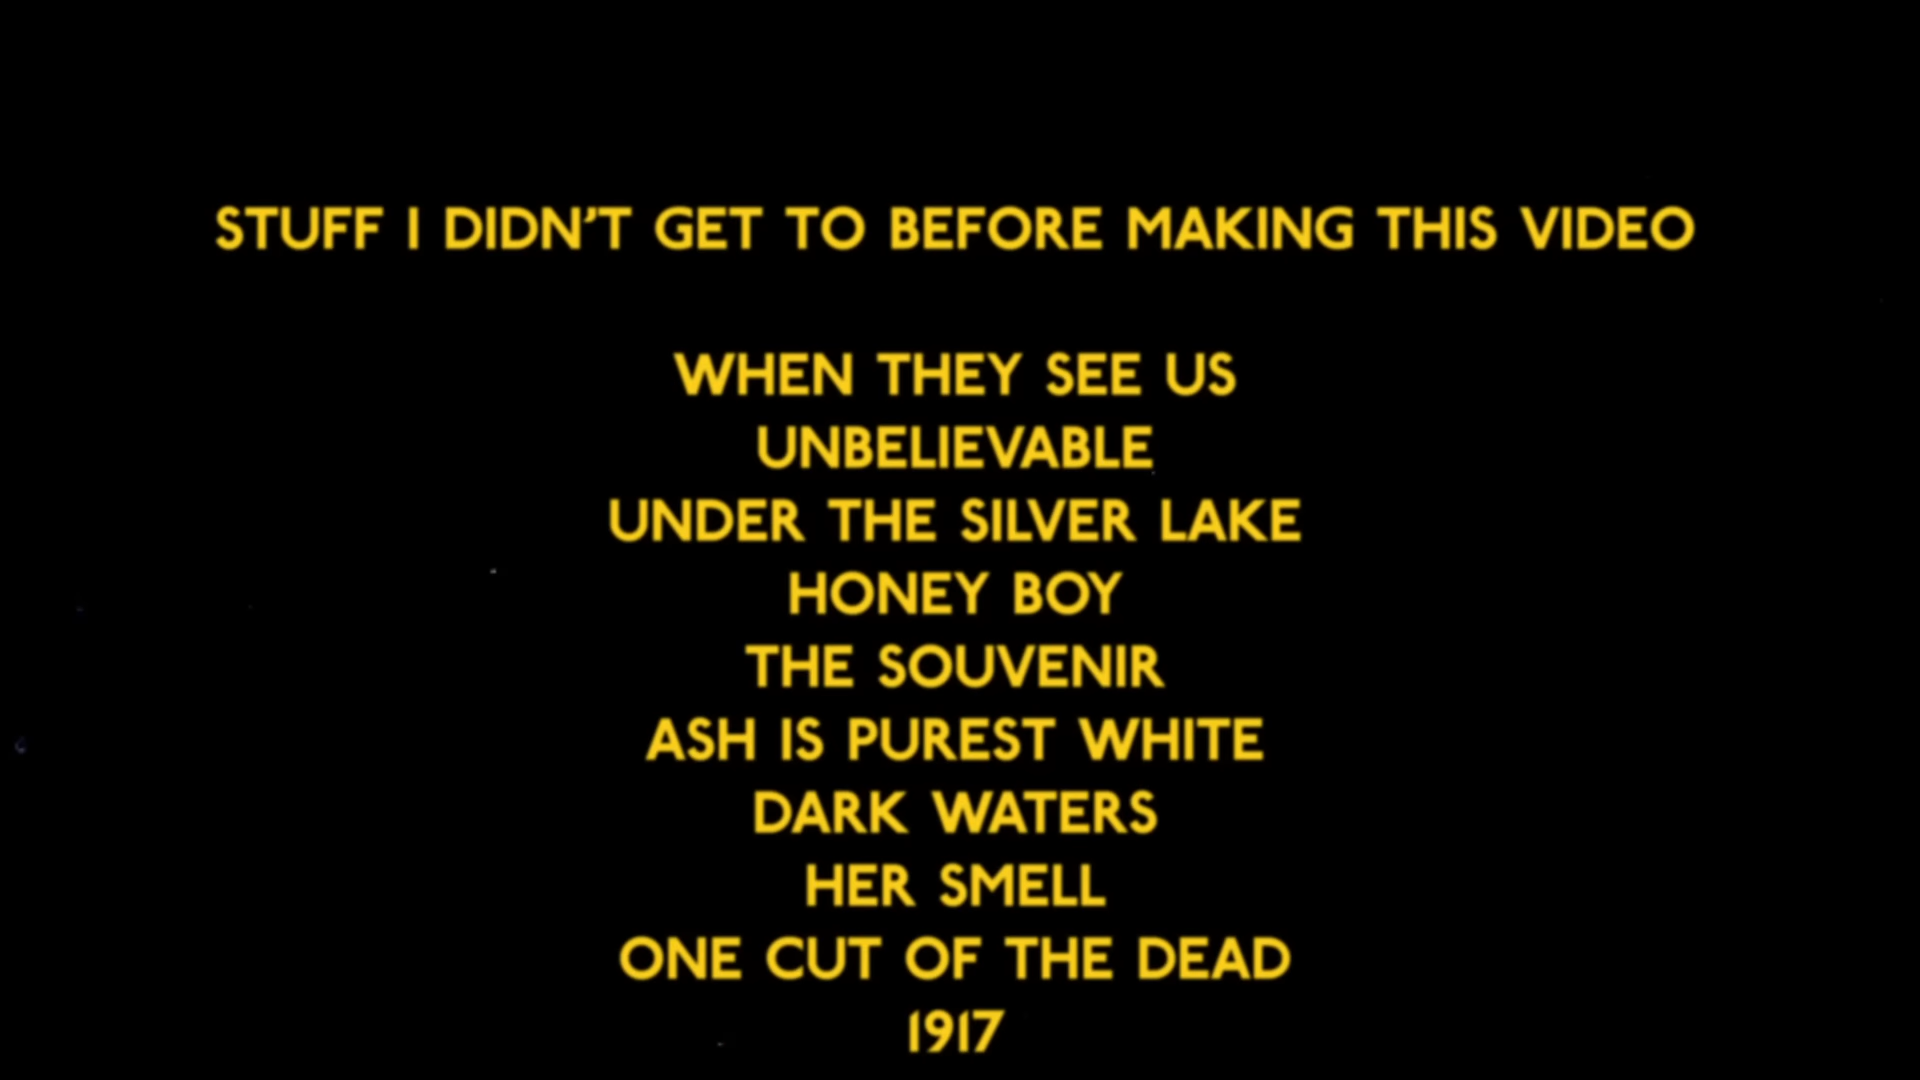 STUFF I DIDN'T GET TO BEFORE MAKING THIS VIDEO
WHEN THEY SEE US
UNBELIEVABLE
UNDER THE SILVER LAKE
HONEY BOY
THE SOUVENIR
ASH IS PUREST WHITE
DARK WATERS
HER SMELL
ONE CUT OF THE DEAD
1917